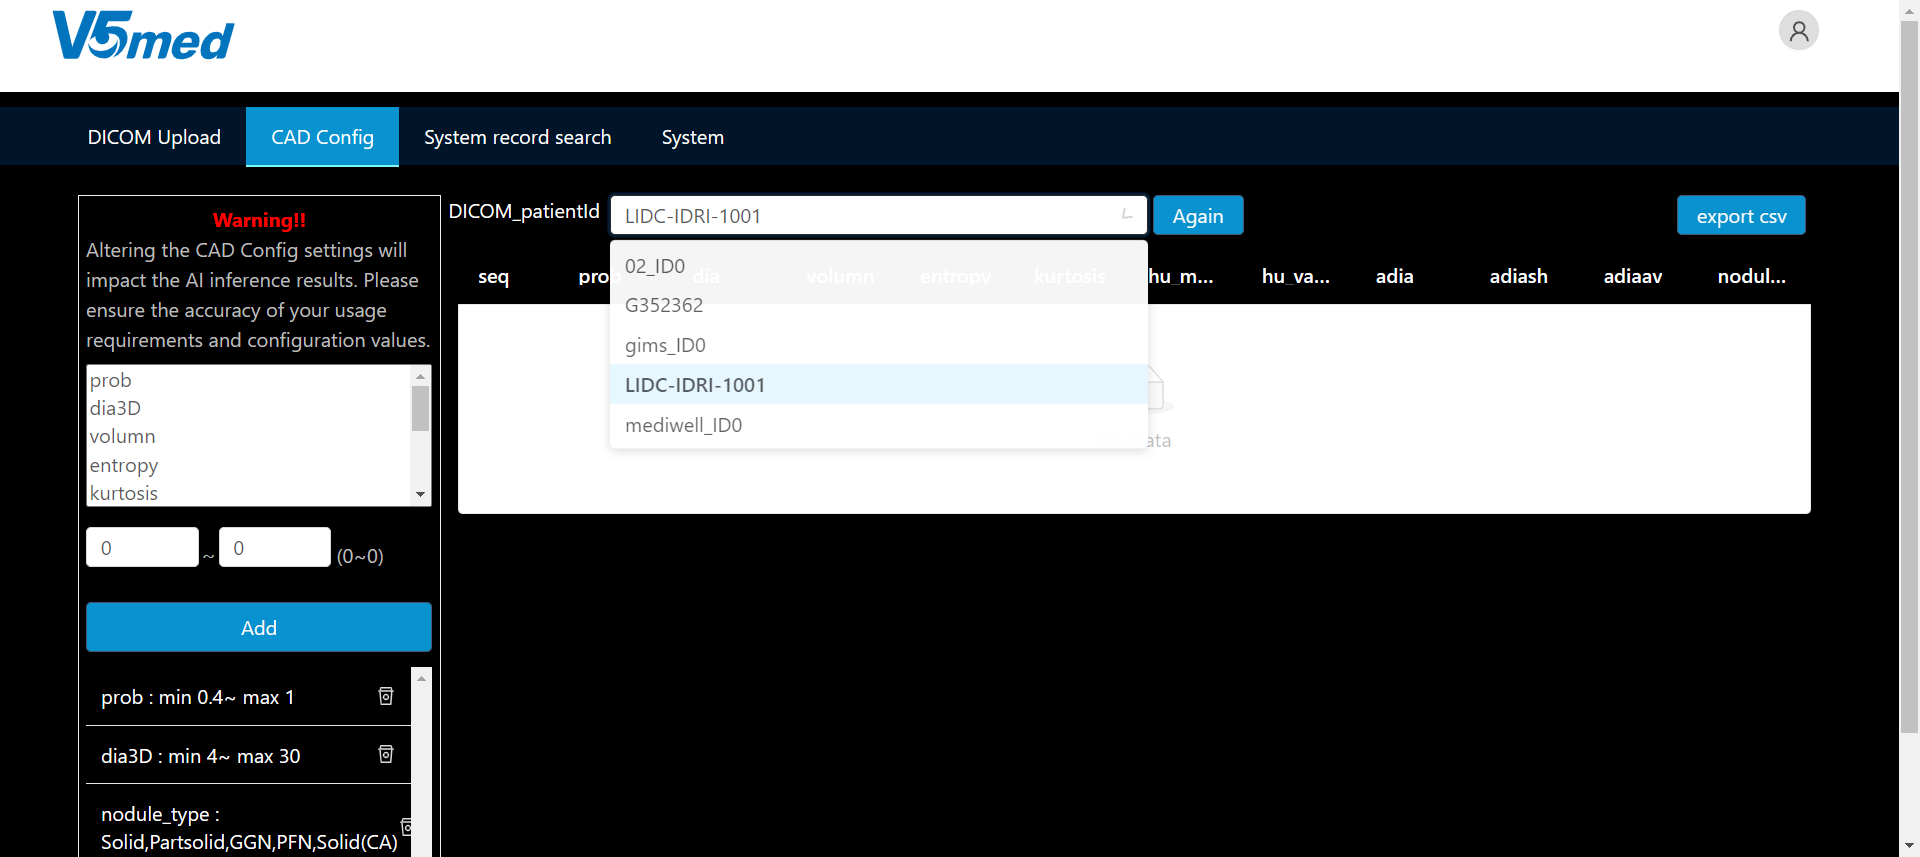 V5med
DICOM Upload
CAD Config
System record search
System
Warning!!
Altering the CAD Config settings will
impact the AI inference results. Please
ensure the accuracy of your usage
requirements and configuration values.
prob
dia3D
volumn
entropy
kurtosis
0 ~ 0 (0~0)
Add
prob : min 0.4~ max 1
dia3D : min 4~ max 30
nodule_type :
Solid,Partsolid,GGN,PFN,Solid(CA)
DICOM_patientId
LIDC-IDRI-1001
Again
export csv
02_ID0
G352362
gims_ID0
LIDC-IDRI-1001
mediwell_ID0
seq prob dia volumn entropy kurtosis hu_m... hu_va... adia adiash adiaav nodul...